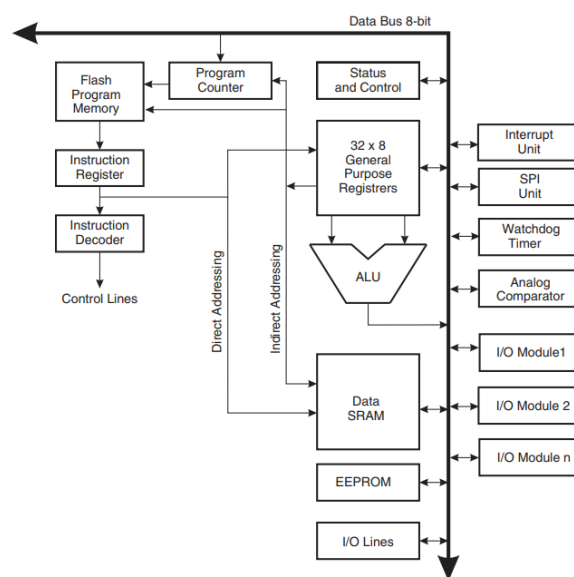 Data Bus 8-bit
Flash
Program
Memory
Program
Counter
Status
and Control
Instruction
Register
32 x 8
General
Purpose
Registrers
Interrupt
Unit
SPI
Unit
Instruction
Decoder
Watchdog
Timer
ALU
Analog
Comparator
Control Lines
Direct Addressing
Indirect Addressing
I/O Module1
Data
SRAM
I/O Module 2
I/O Module n
EEPROM
I/O Lines